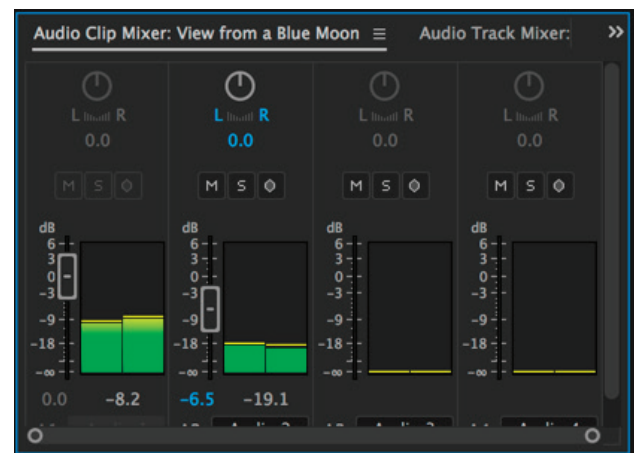 Audio Clip Mixer: View from a Blue Moon Audio Track Mixer: »
L R L R L R L R
0.0 0.0 0.0 0.0
M S M S M S M S
dB dB dB dB
6 6 6 6
3 3 3 3
0 0 0 0
-3 -3 -3 -3
-9 -9 -9 -9
-18 -18 -18 -18
-∞ -∞ -∞ -∞
0.0 -8.2 -6.5 -19.1